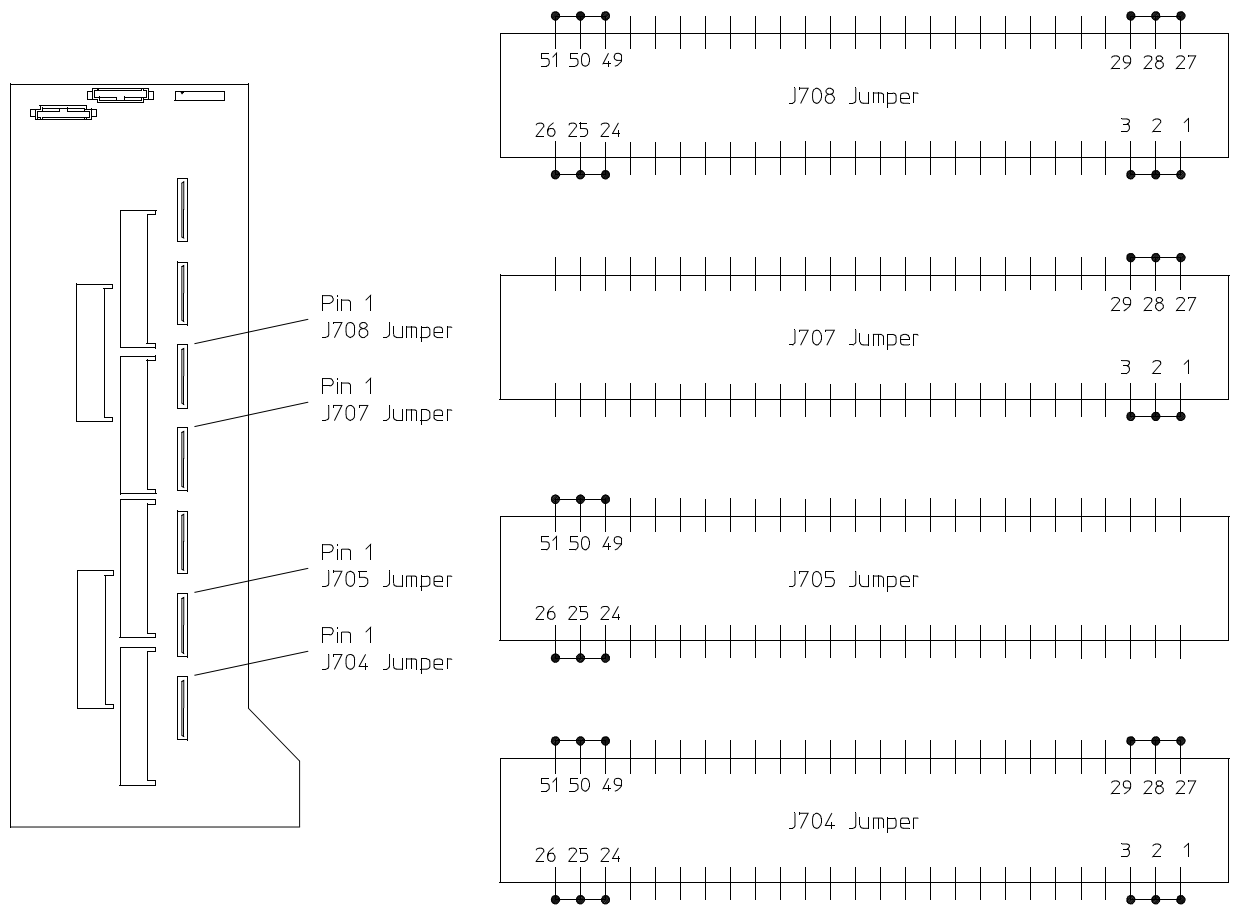 51 50 49 29 28 27
J708 Jumper
26 25 24 3 2 1
Pin 1
J708 Jumper
29 28 27
J707 Jumper
3 2 1
Pin 1
J707 Jumper
51 50 49
J705 Jumper
26 25 24
Pin 1
J705 Jumper
Pin 1
J704 Jumper
51 50 49 29 28 27
J704 Jumper
26 25 24 3 2 1